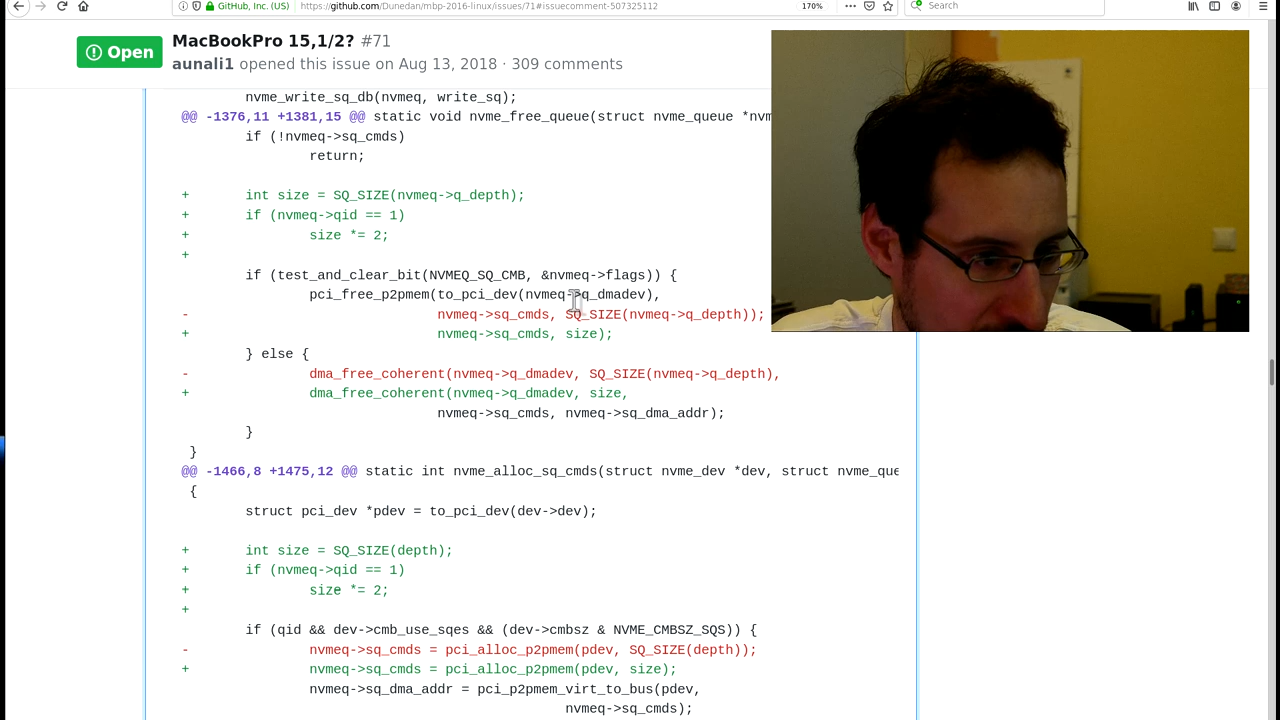 GitHub, Inc. (US)
https://github.com/Dunedan/mbp-2016-linux/issues/71#issuecomment-507325112
170%
Search
Open
MacBookPro 15,1/2? #71
aunali1 opened this issue on Aug 13, 2018 · 309 comments
nvme_write_sq_db(nvmeq, write_sq);
@@ -1376,11 +1381,15 @@ static void nvme_free_queue(struct nvme_queue *nvm
if (!nvmeq->sq_cmds)
return;
+ int size = SQ_SIZE(nvmeq->q_depth);
+ if (nvmeq->qid == 1)
+ size *= 2;
+
if (test_and_clear_bit(NVMEQ_SQ_CMB, &nvmeq->flags)) {
pci_free_p2pmem(to_pci_dev(nvmeq->q_dmadev),
- nvmeq->sq_cmds, SQ_SIZE(nvmeq->q_depth));
+ nvmeq->sq_cmds, size);
} else {
- dma_free_coherent(nvmeq->q_dmadev, SQ_SIZE(nvmeq->q_depth),
+ dma_free_coherent(nvmeq->q_dmadev, size,
nvmeq->sq_cmds, nvmeq->sq_dma_addr);
}
}
@@ -1466,8 +1475,12 @@ static int nvme_alloc_sq_cmds(struct nvme_dev *dev, struct nvme_que
{
struct pci_dev *pdev = to_pci_dev(dev->dev);
+ int size = SQ_SIZE(depth);
+ if (nvmeq->qid == 1)
+ size *= 2;
+
if (qid && dev->cmb_use_sqes && (dev->cmbsz & NVME_CMBSZ_SQS)) {
- nvmeq->sq_cmds = pci_alloc_p2pmem(pdev, SQ_SIZE(depth));
+ nvmeq->sq_cmds = pci_alloc_p2pmem(pdev, size);
nvmeq->sq_dma_addr = pci_p2pmem_virt_to_bus(pdev,
nvmeq->sq_cmds);